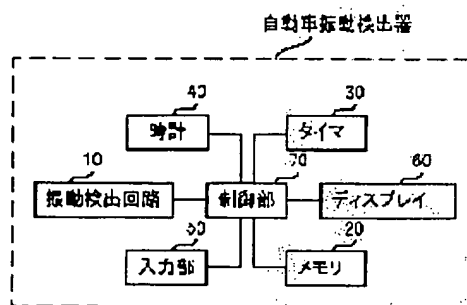 自動車振動検出器
40
時計
30
タイマ
10
振動検出回路
70
制御部
60
ディスプレイ
50
入力部
20
メモリ